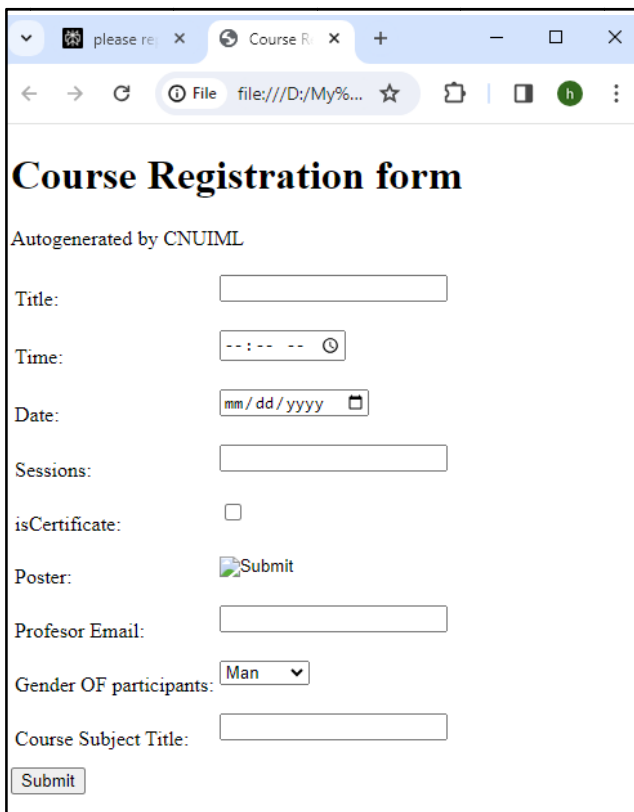 please re
Course R
File file:///D:/My%...
h
Course Registration form
Autogenerated by CNUIML
Title:
Time: --:-- --
Date: mm/dd/yyyy
Sessions:
isCertificate:
Poster: Submit
Profesor Email:
Gender OF participants: Man
Course Subject Title:
Submit